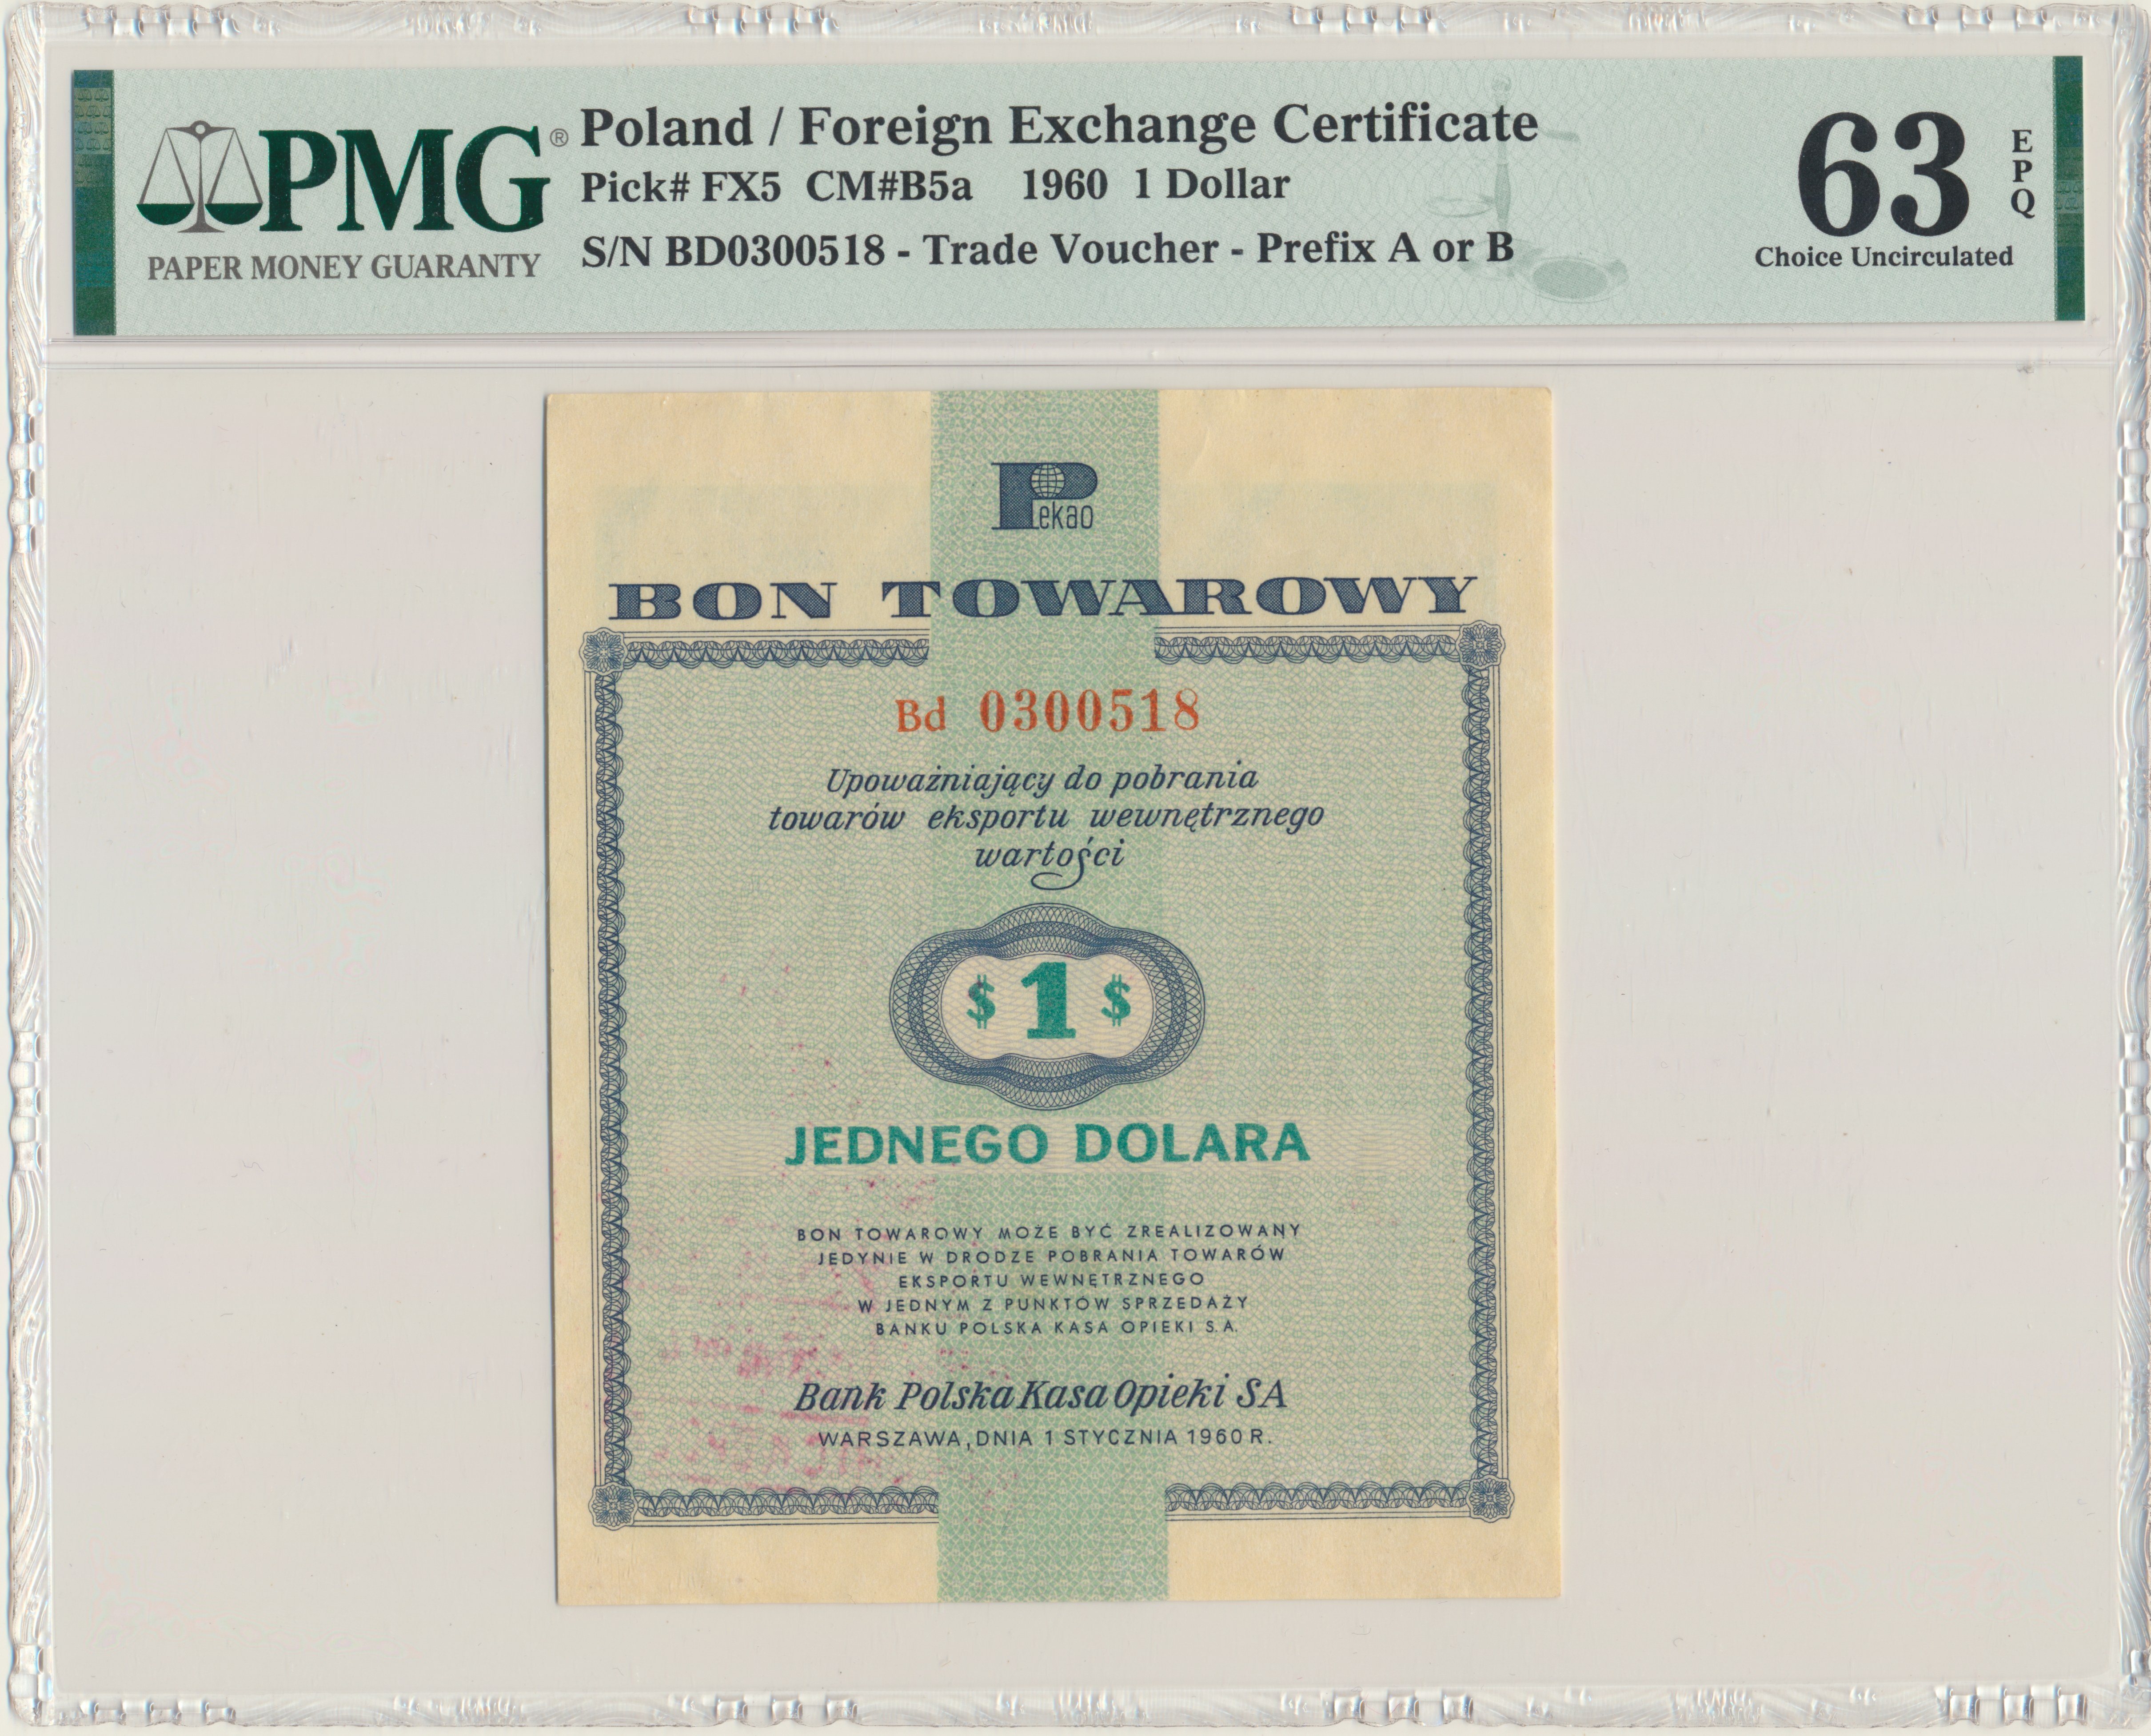 PMG®
PAPER MONEY GUARANTY
Poland / Foreign Exchange Certificate
Pick# FX5 CM#B5a 1960 1 Dollar
S/N BD0300518 - Trade Voucher - Prefix A or B
63
EPQ
Choice Uncirculated
Pekao
BON TOWAROWY
Bd 0300518
Upoważniający do pobrania
towarów eksportu wewnętrznego
wartości
$ 1 $
JEDNEGO DOLARA
BON TOWAROWY MOŻE BYĆ ZREALIZOWANY
JEDYNIE W DRODZE POBRANIA TOWARÓW
EKSPORTU WEWNĘTRZNEGO
W JEDNYM Z PUNKTÓW SPRZEDAŻY
BANKU POLSKA KASA OPIEKI S.A.
Bank Polska Kasa Opieki SA
WARSZAWA, DNIA 1 STYCZNIA 1960 R.